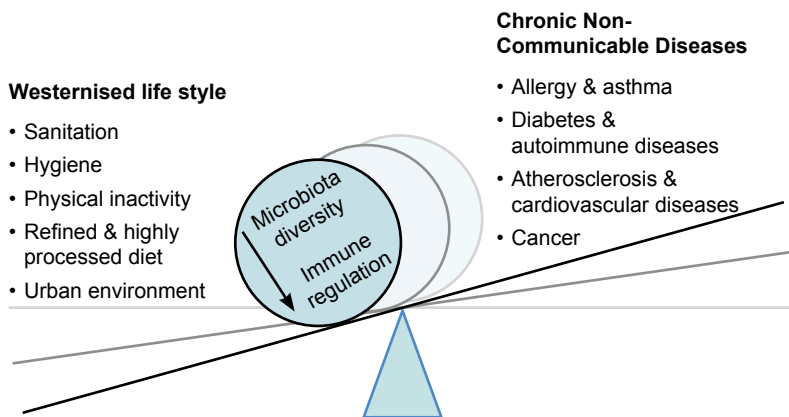 Chronic Non-
Communicable Diseases
• Allergy & asthma
• Diabetes &
autoimmune diseases
• Atherosclerosis &
cardiovascular diseases
• Cancer
Westernised life style
• Sanitation
• Hygiene
• Physical inactivity
• Refined & highly
processed diet
• Urban environment
Microbiota
diversity
Immune
regulation